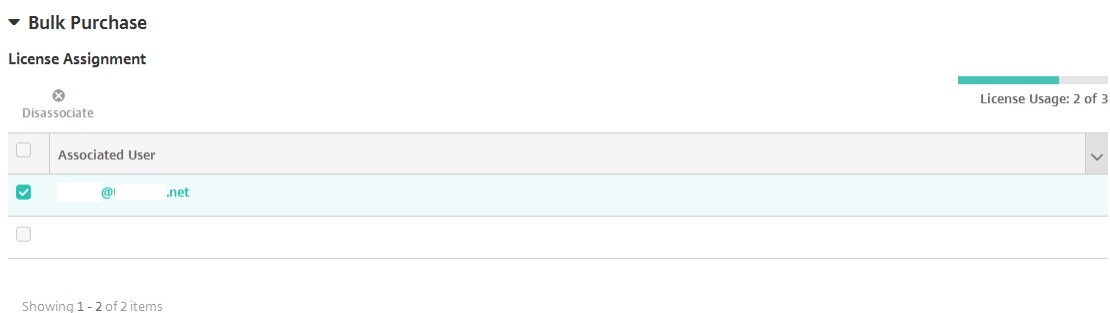 Bulk Purchase
License Assignment
Disassociate
License Usage: 2 of 3
Associated User
@ .net
Showing 1 - 2 of 2 items